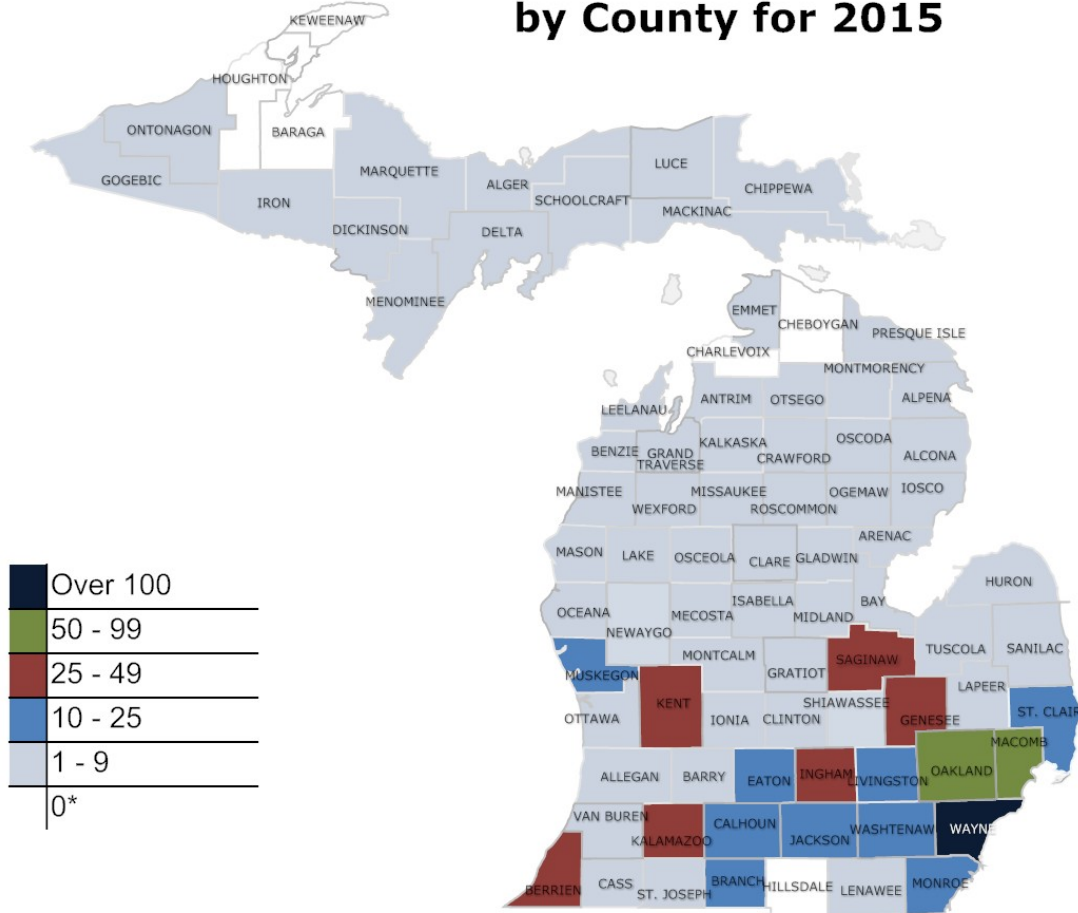 by County for 2015
KEWEENAW
HOUGHTON
ONTONAGON
BARAGA
GOGEBIC
MARQUETTE
ALGER
LUCE
IRON
SCHOOLCRAFT
CHIPPEWA
DICKINSON
DELTA
MACKINAC
MENOMINEE
EMMET
CHEBOYGAN
PRESQUE ISLE
CHARLEVOIX
MONTMORENCY
LEELANAU
ANTRIM
OTSEGO
ALPENA
BENZIE
GRAND
TRAVERSE
KALKASKA
CRAWFORD
OSCODA
ALCONA
MANISTEE
WEXFORD
MISSAUKEE
ROSCOMMON
OGEMAW
IOSCO
MASON
LAKE
OSCEOLA
CLARE
GLADWIN
ARENAC
HURON
OCEANA
NEWAYGO
MECOSTA
ISABELLA
MIDLAND
BAY
TUSCOLA
SANILAC
MUSKEGON
MONTCALM
GRATIOT
SAGINAW
LAPEER
OTTAWA
KENT
IONIA
CLINTON
SHIAWASSEE
GENESEE
ST. CLAIR
ALLEGAN
BARRY
EATON
INGHAM
LIVINGSTON
OAKLAND
MACOMB
VAN BUREN
KALAMAZOO
CALHOUN
JACKSON
WASHTENAW
WAYNE
BERRIEN
CASS
ST. JOSEPH
BRANCH
HILLSDALE
LENAWEE
MONROE
Over 100
50 - 99
25 - 49
10 - 25
1 - 9
0*